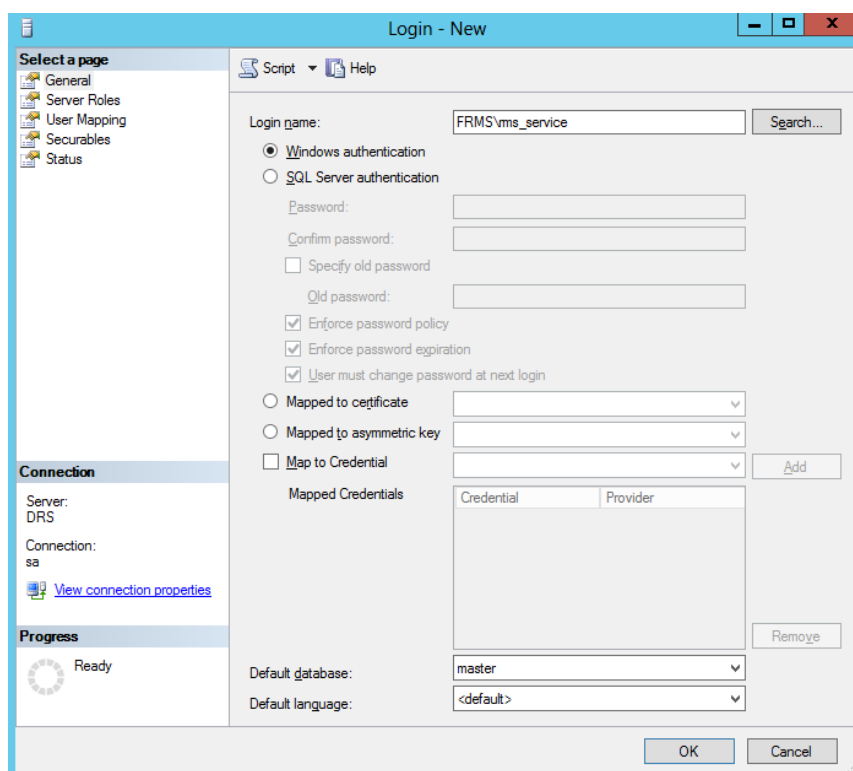 Login - New
Select a page
General
Server Roles
User Mapping
Securables
Status
Script
Help
Login name:
FRMS\rms_service
Search...
Windows authentication
SQL Server authentication
Password:
Confirm password:
Specify old password
Old password:
Enforce password policy
Enforce password expiration
User must change password at next login
Mapped to certificate
Mapped to asymmetric key
Map to Credential
Add
Mapped Credentials
Credential
Provider
Remove
Default database:
master
Default language:
<default>
Connection
Server:
DRS
Connection:
sa
View connection properties
Progress
Ready
OK
Cancel